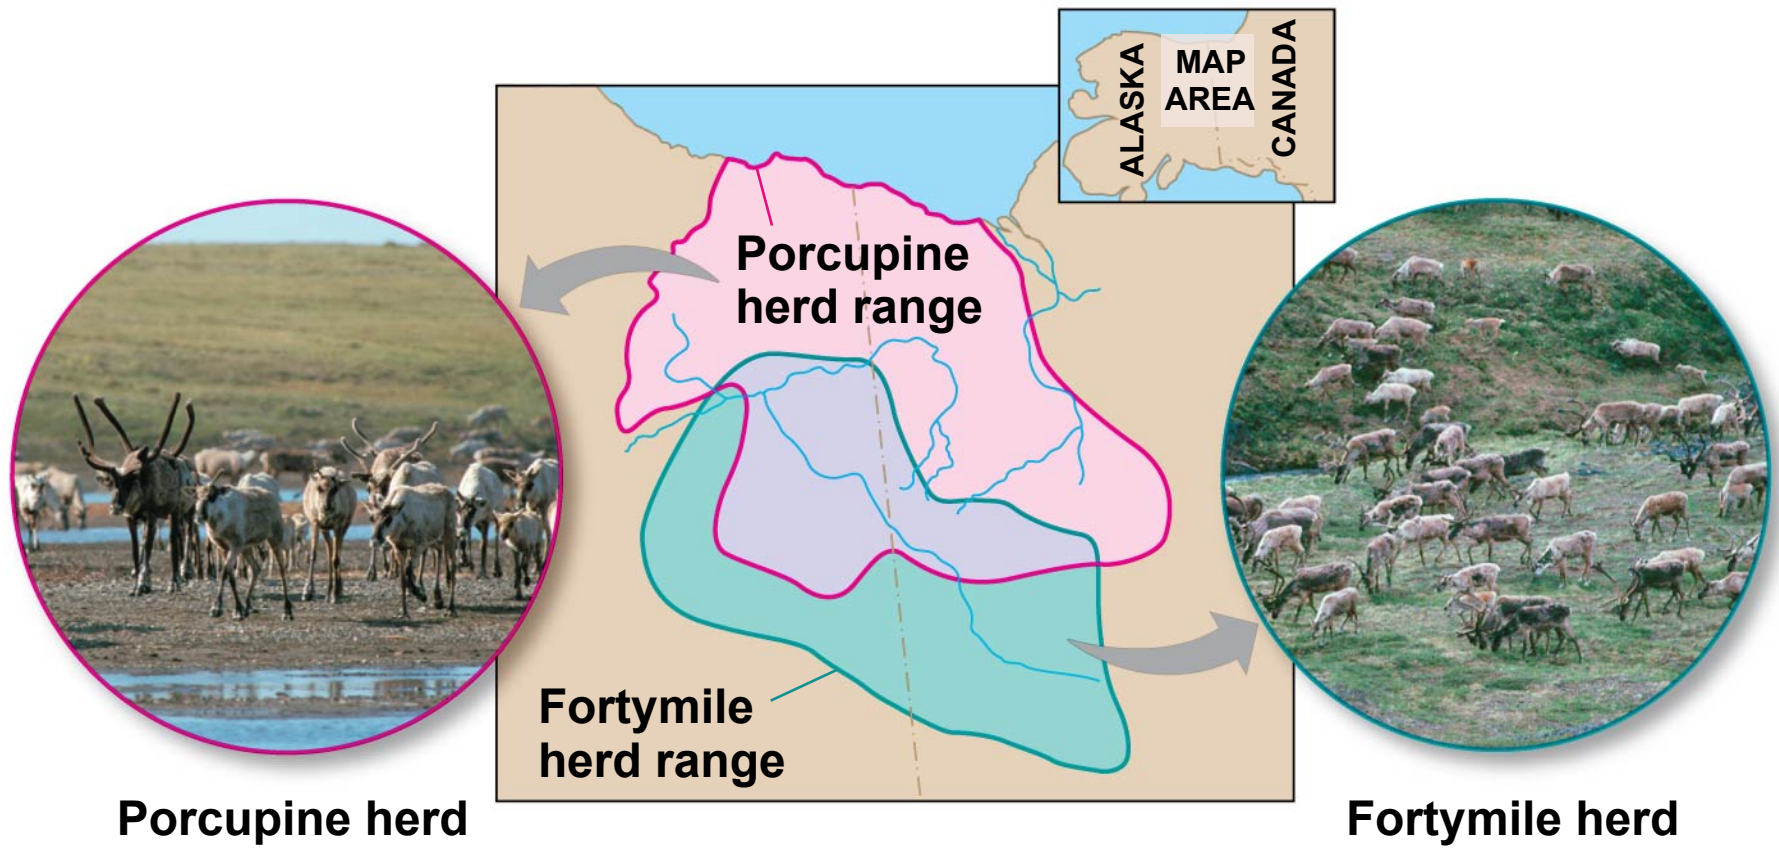 ALASKA
MAP
AREA
CANADA
Porcupine
herd range
Fortymile
herd range
Porcupine herd
Fortymile herd